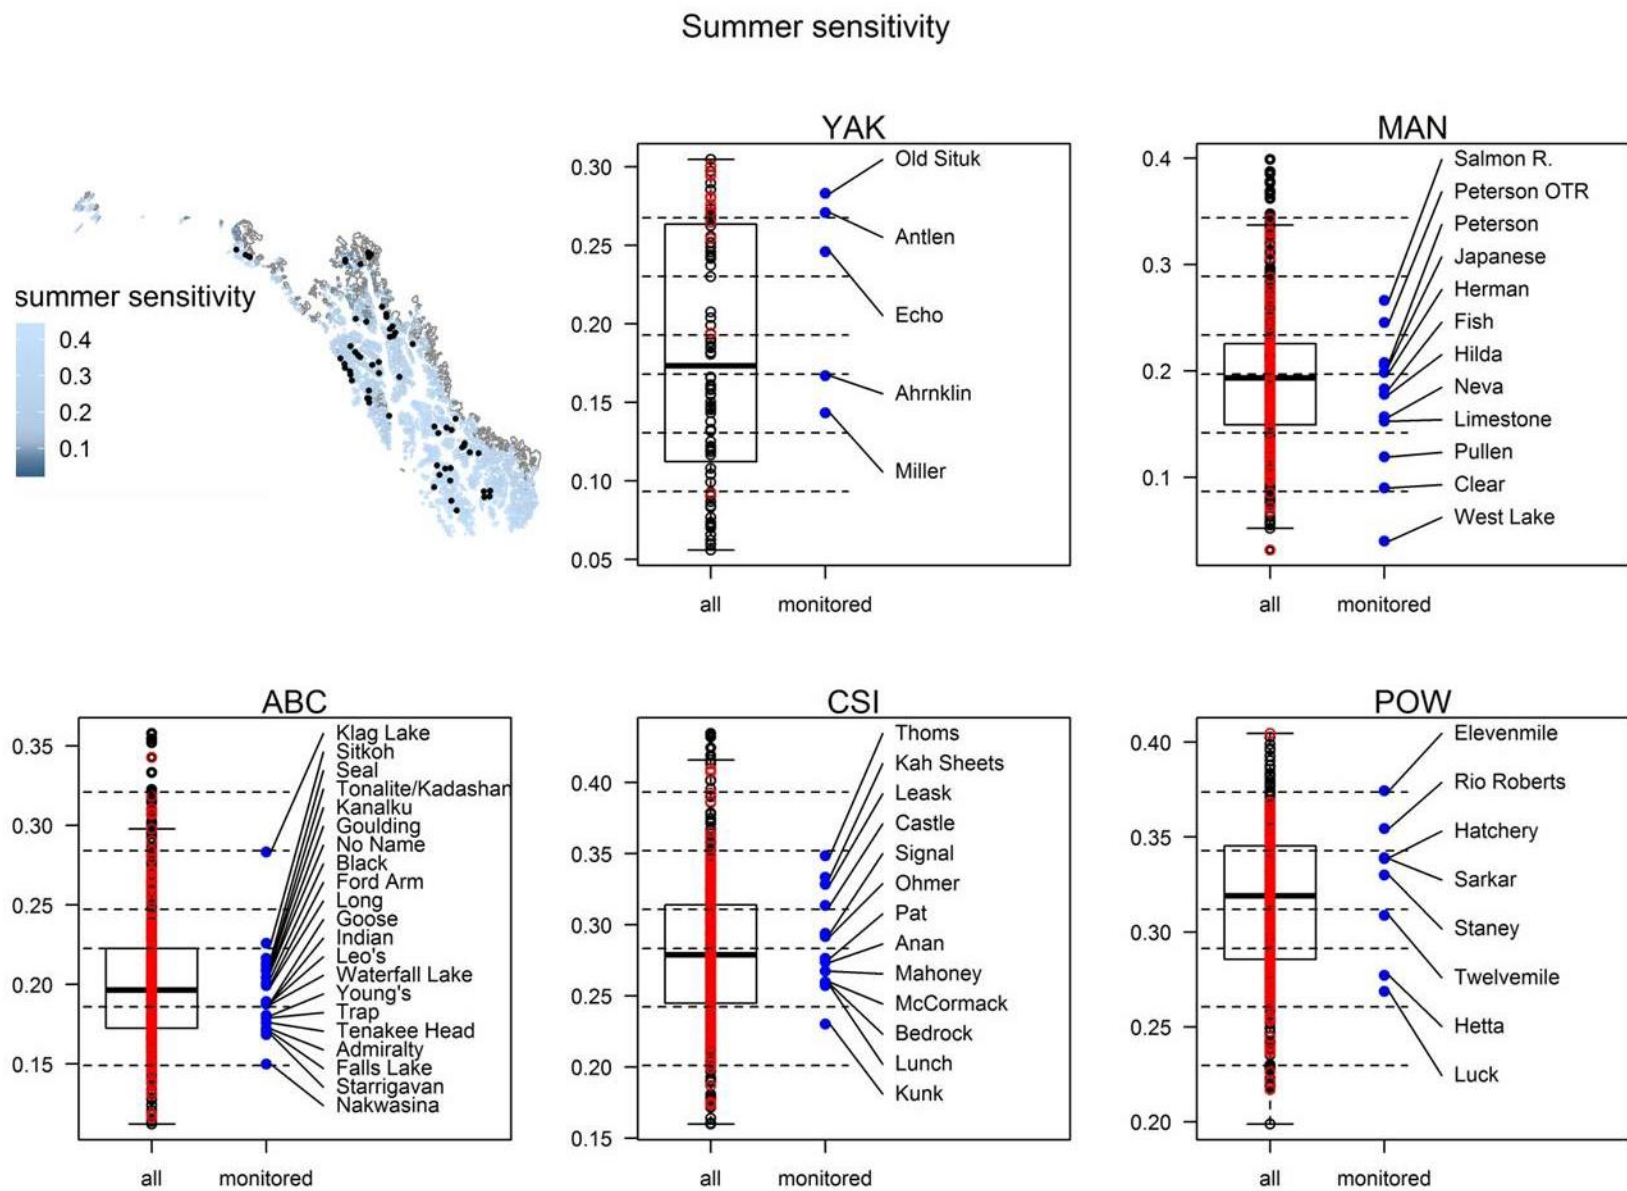 Summer sensitivity
summer sensitivity
0.4
0.3
0.2
0.1
YAK
0.30
0.25
0.20
0.15
0.10
0.05
Old Situk
Antlen
Echo
Ahrnklin
Miller
all
monitored
MAN
0.4
0.3
0.2
0.1
Salmon R.
Peterson OTR
Peterson
Japanese
Herman
Fish
Hilda
Neva
Limestone
Pullen
Clear
West Lake
all
monitored
ABC
0.35
0.30
0.25
0.20
0.15
Klag Lake
Sitkoh
Seal
Tonalite/Kadashan
Kanalku
Goulding
No Name
Black
Ford Arm
Long
Goose
Indian
Leo's
Waterfall Lake
Young's
Trap
Tenakee Head
Admiralty
Falls Lake
Starrigavan
Nakwasina
all
monitored
CSI
0.40
0.35
0.30
0.25
0.20
0.15
Thoms
Kah Sheets
Leask
Castle
Signal
Ohmer
Pat
Anan
Mahoney
McCormack
Bedrock
Lunch
Kunk
all
monitored
POW
0.40
0.35
0.30
0.25
0.20
Elevenmile
Rio Roberts
Hatchery
Sarkar
Staney
Twelvemile
Hetta
Luck
all
monitored